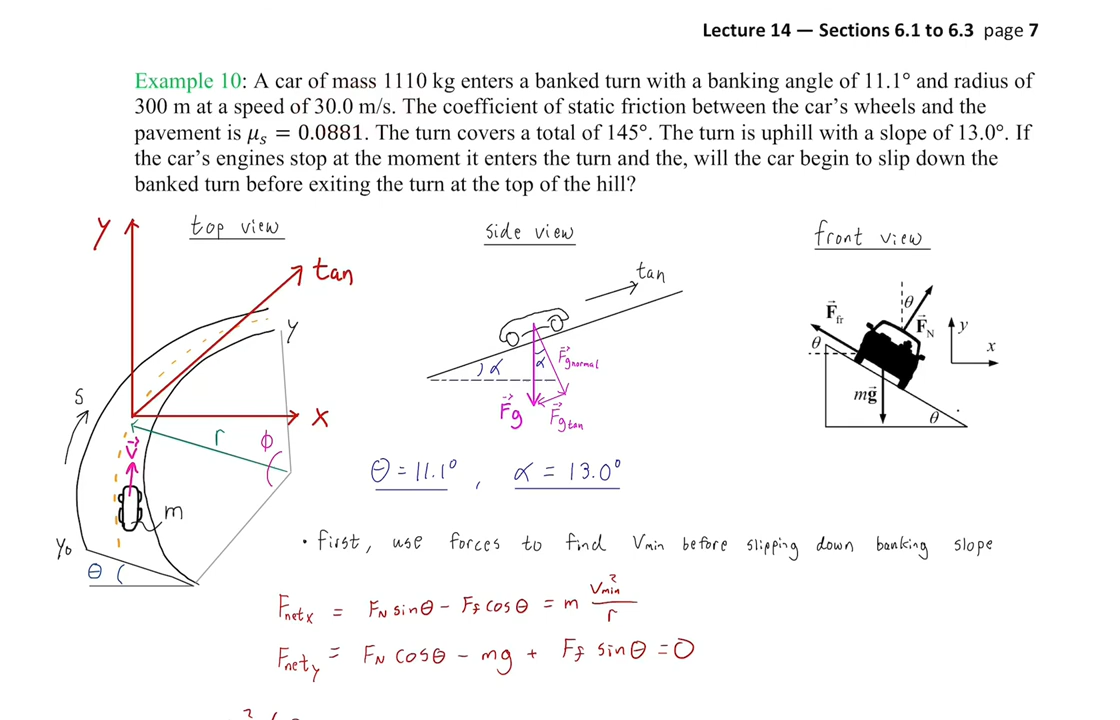 Lecture 14 — Sections 6.1 to 6.3 page 7
Example 10: A car of mass 1110 kg enters a banked turn with a banking angle of 11.1° and radius of
300 m at a speed of 30.0 m/s. The coefficient of static friction between the car's wheels and the
pavement is μₛ = 0.0881. The turn covers a total of 145°. The turn is uphill with a slope of 13.0°. If
the car's engines stop at the moment it enters the turn and the, will the car begin to slip down the
banked turn before exiting the turn at the top of the hill?
top view
y
tan
y
s
x
r
φ
v⃗
m
y₀
θ
side view
tan
α
α
F⃗g normal
F⃗g
F⃗g tan
front view
θ
F⃗fr
F⃗N
y
x
θ
mg⃗
θ
θ = 11.1° , α = 13.0°
• first, use forces to find Vmin before slipping down banking slope
Fnet x = FN sinθ - Ff cosθ = m Vmin²/r
Fnet y = FN cosθ - mg + Ff sinθ = 0